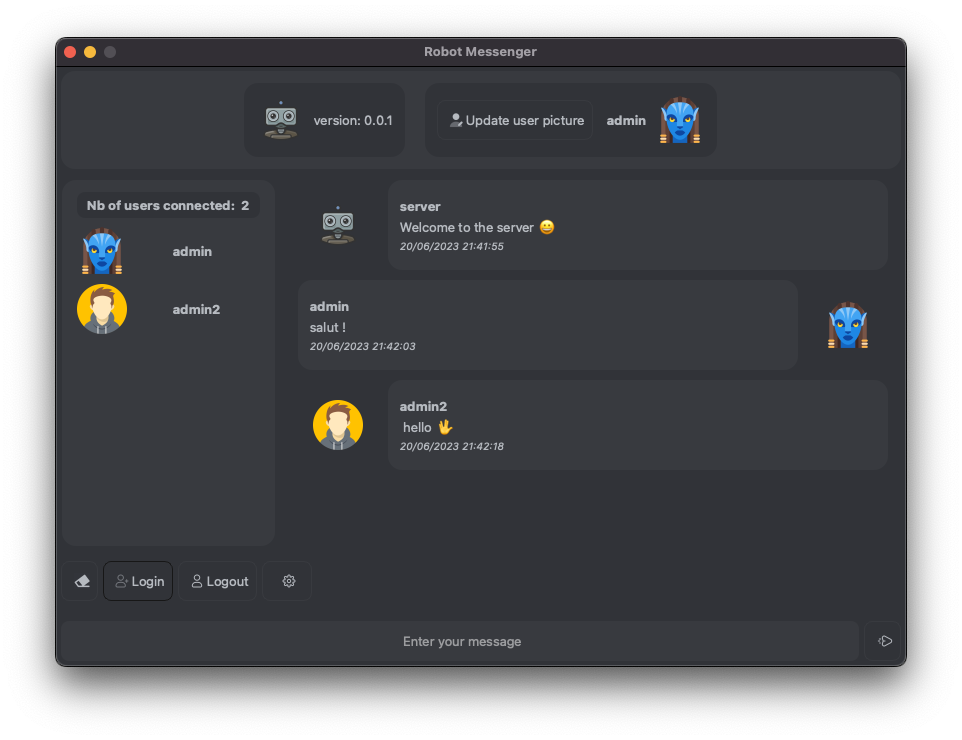 Robot Messenger
version: 0.0.1
Update user picture
admin
Nb of users connected: 2
admin
admin2
server
Welcome to the server 😀
20/06/2023 21:41:55
admin
salut !
20/06/2023 21:42:03
admin2
hello 🖖
20/06/2023 21:42:18
Login
Logout
Enter your message